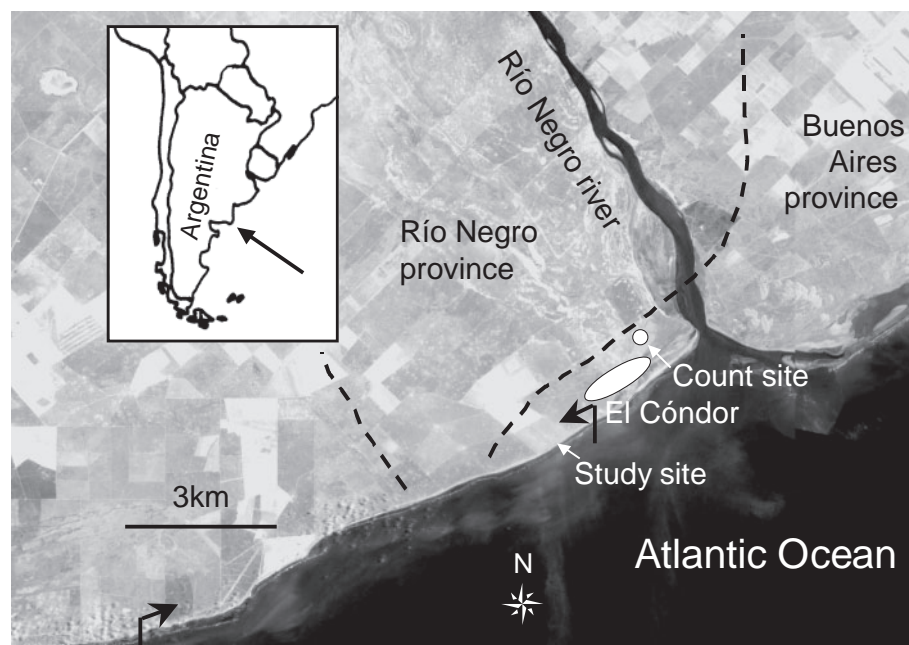 Argentina
Río Negro river
Buenos
Aires
province
Río Negro
province
Count site
El Cóndor
Study site
3km
N
Atlantic Ocean